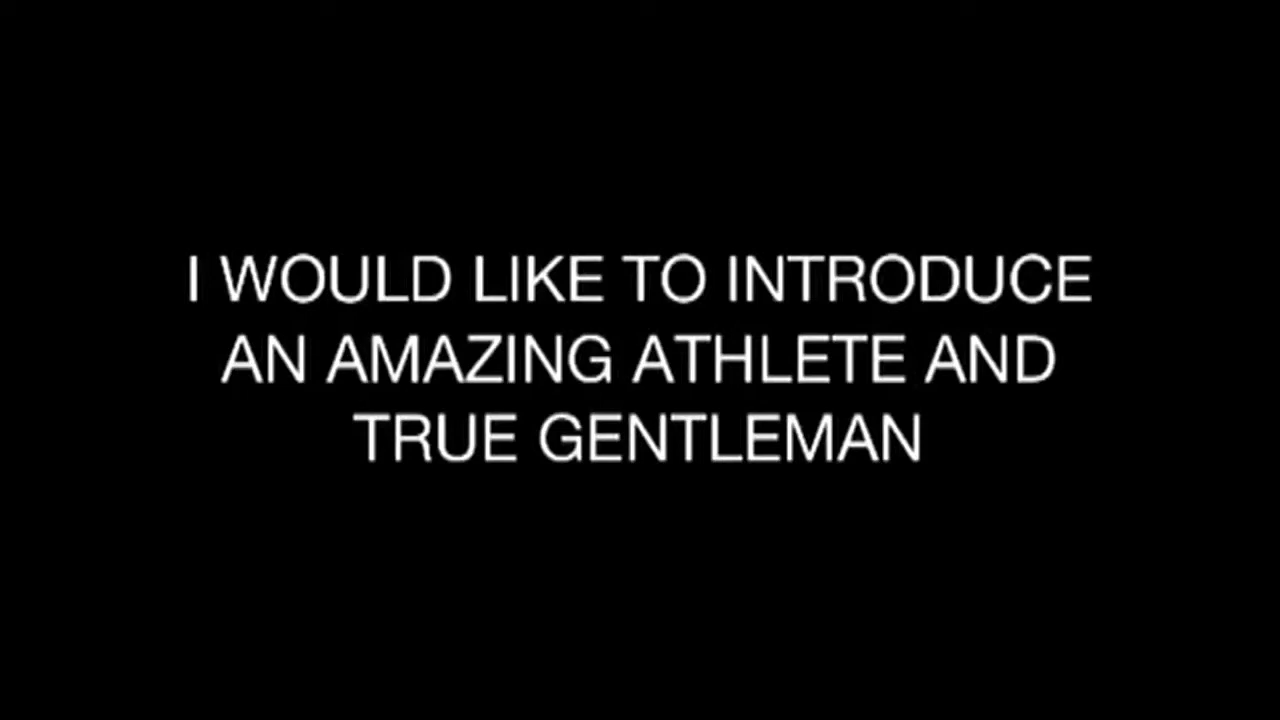 I WOULD LIKE TO INTRODUCE
AN AMAZING ATHLETE AND
TRUE GENTLEMAN